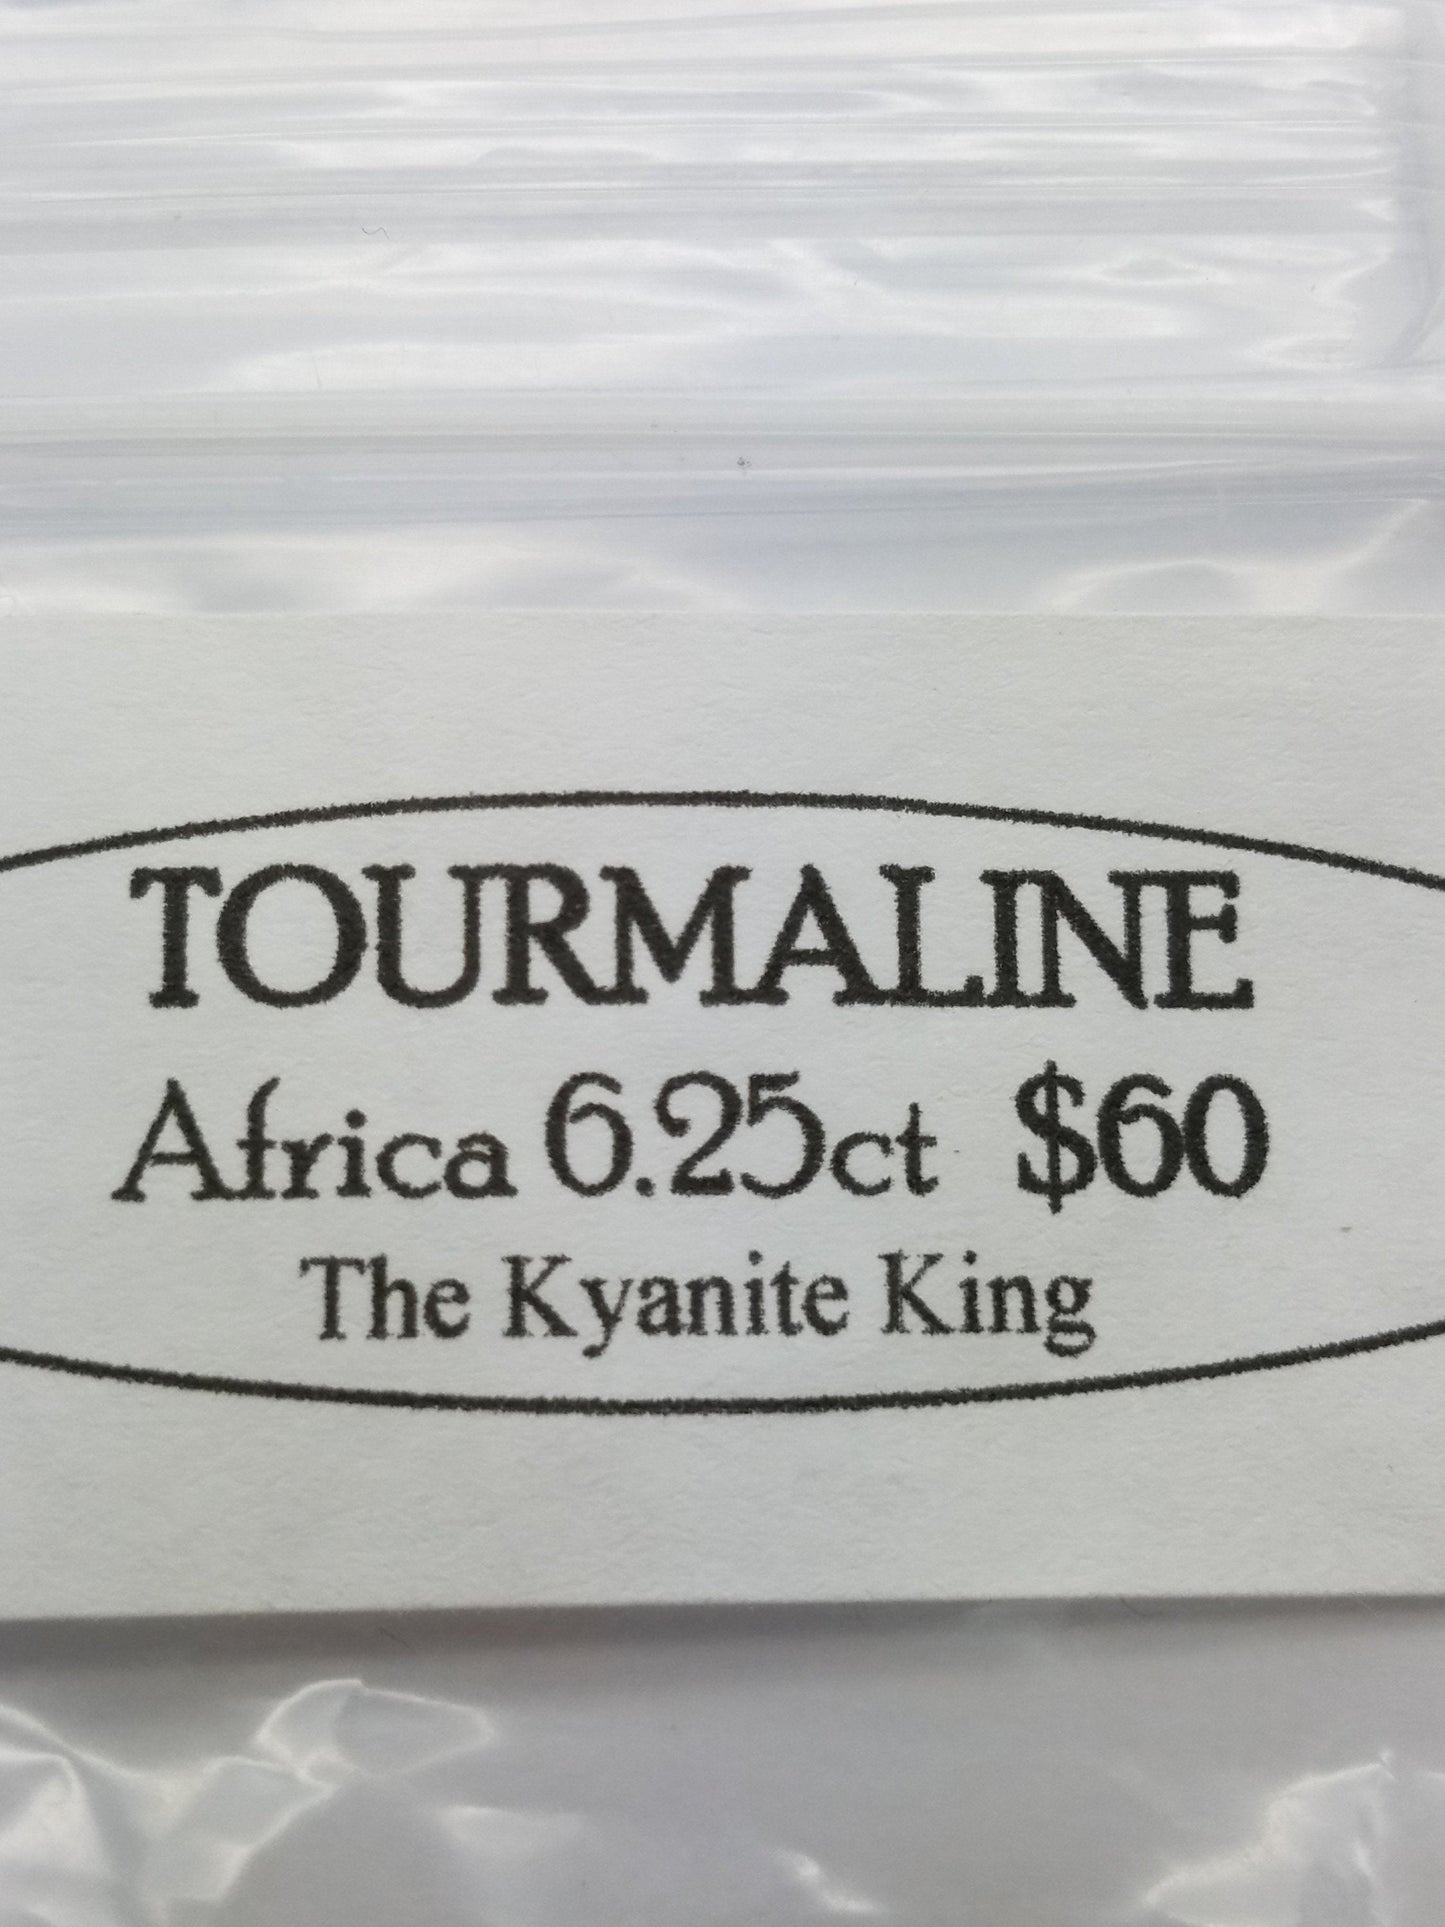 TOURMALINE
Africa 6.25ct $60
The Kyanite King